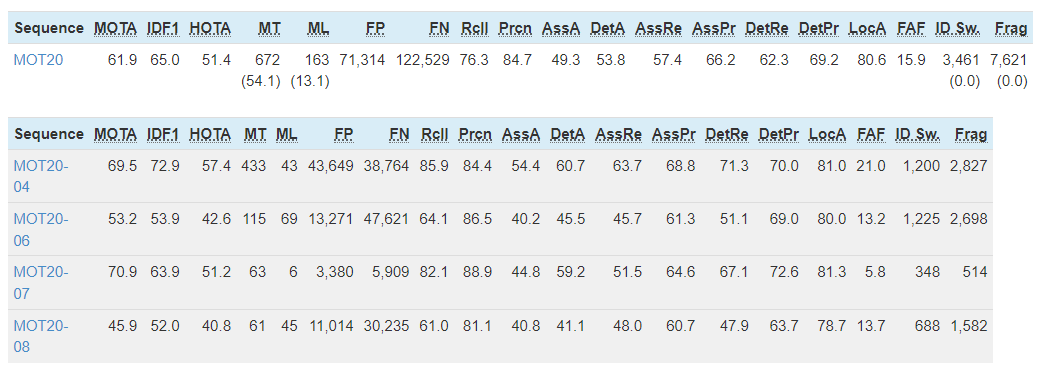 Sequence MOTA IDF1 HOTA MT ML FP FN Rcll Prcn AssA DetA AssRe AssPr DetRe DetPr LocA FAF ID Sw. Frag
MOT20 61.9 65.0 51.4 672 163 71,314 122,529 76.3 84.7 49.3 53.8 57.4 66.2 62.3 69.2 80.6 15.9 3,461 7,621
(54.1) (13.1) (0.0) (0.0)
Sequence MOTA IDF1 HOTA MT ML FP FN Rcll Prcn AssA DetA AssRe AssPr DetRe DetPr LocA FAF ID Sw. Frag
MOT20- 69.5 72.9 57.4 433 43 43,649 38,764 85.9 84.4 54.4 60.7 63.7 68.8 71.3 70.0 81.0 21.0 1,200 2,827
04
MOT20- 53.2 53.9 42.6 115 69 13,271 47,621 64.1 86.5 40.2 45.5 45.7 61.3 51.1 69.0 80.0 13.2 1,225 2,698
06
MOT20- 70.9 63.9 51.2 63 6 3,380 5,909 82.1 88.9 44.8 59.2 51.5 64.6 67.1 72.6 81.3 5.8 348 514
07
MOT20- 45.9 52.0 40.8 61 45 11,014 30,235 61.0 81.1 40.8 41.1 48.0 60.7 47.9 63.7 78.7 13.7 688 1,582
08